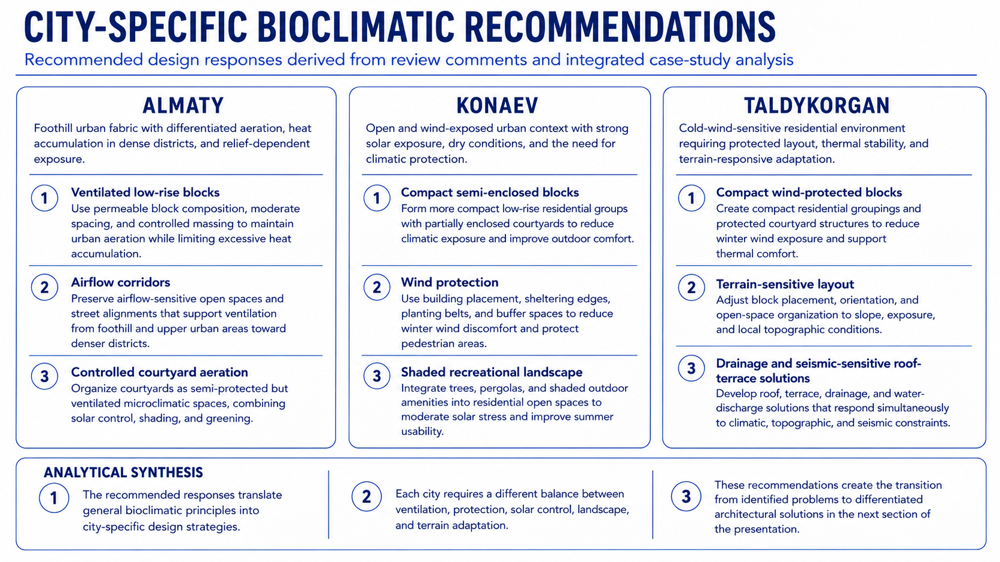 CITY-SPECIFIC BIOCLIMATIC RECOMMENDATIONS
Recommended design responses derived from review comments and integrated case-study analysis
ALMATY
Foothill urban fabric with differentiated aeration, heat
accumulation in dense districts, and relief-dependent
exposure.
1
Ventilated low-rise blocks
Use permeable block composition, moderate
spacing, and controlled massing to maintain
urban aeration while limiting excessive heat
accumulation.
2
Airflow corridors
Preserve airflow-sensitive open spaces and
street alignments that support ventilation
from foothill and upper urban areas toward
denser districts.
3
Controlled courtyard aeration
Organize courtyards as semi-protected but
ventilated microclimatic spaces, combining
solar control, shading, and greening.
KONAEV
Open and wind-exposed urban context with strong
solar exposure, dry conditions, and the need for
climatic protection.
1
Compact semi-enclosed blocks
Form more compact low-rise residential groups
with partially enclosed courtyards to reduce
climatic exposure and improve outdoor comfort.
2
Wind protection
Use building placement, sheltering edges,
planting belts, and buffer spaces to reduce
winter wind discomfort and protect
pedestrian areas.
3
Shaded recreational landscape
Integrate trees, pergolas, and shaded outdoor
amenities into residential open spaces to
moderate solar stress and improve summer
usability.
TALDYKORGAN
Cold-wind-sensitive residential environment
requiring protected layout, thermal stability, and
terrain-responsive adaptation.
1
Compact wind-protected blocks
Create compact residential groupings and
protected courtyard structures to reduce
winter wind exposure and support
thermal comfort.
2
Terrain-sensitive layout
Adjust block placement, orientation, and
open-space organization to slope, exposure,
and local topographic conditions.
3
Drainage and seismic-sensitive roof-
terrace solutions
Develop roof, terrace, drainage, and water-
discharge solutions that respond simultaneously
to climatic, topographic, and seismic constraints.
ANALYTICAL SYNTHESIS
1
The recommended responses translate
general bioclimatic principles into
city-specific design strategies.
2
Each city requires a different balance between
ventilation, protection, solar control, landscape,
and terrain adaptation.
3
These recommendations create the transition
from identified problems to differentiated
architectural solutions in the next section of
the presentation.